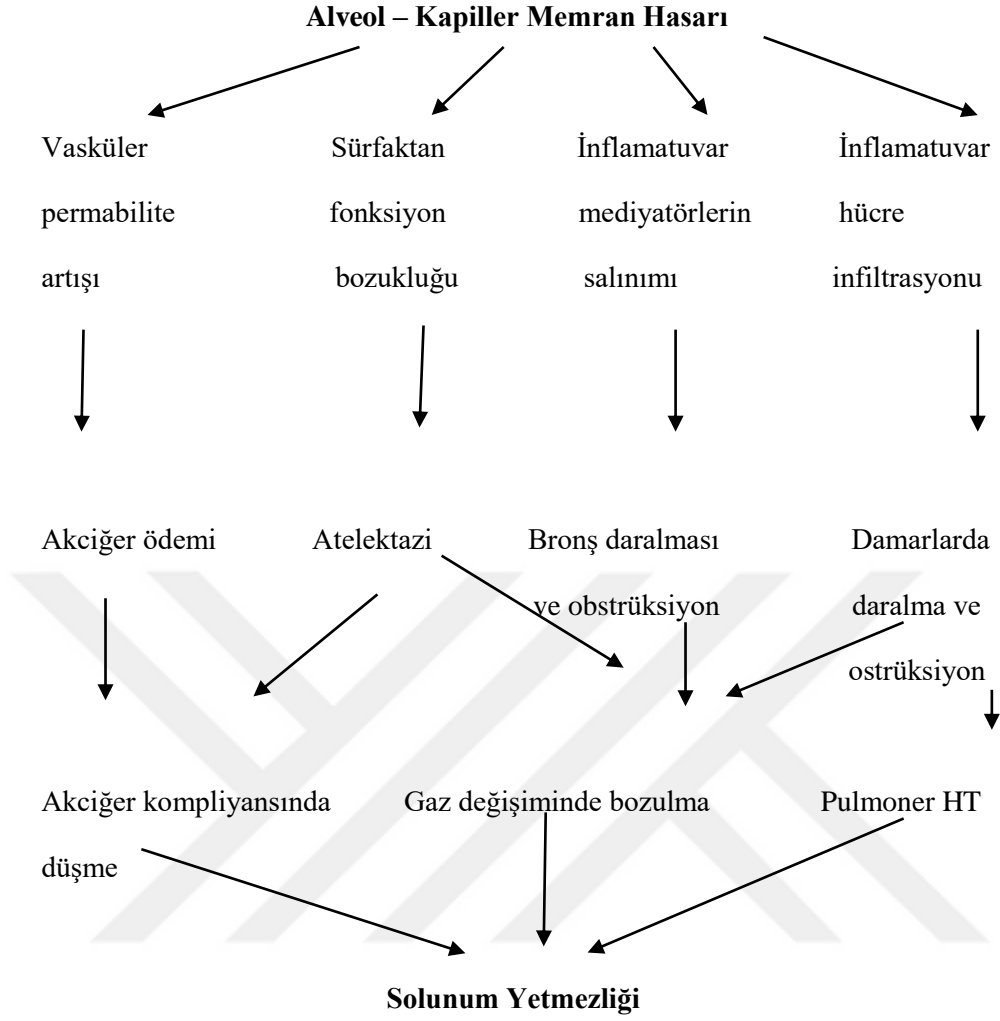 Alveol – Kapiller Memran Hasarı
Vasküler Sürfaktan İnflamatuvar İnflamatuvar
permabilite fonksiyon mediyatörlerin hücre
artışı bozukluğu salınımı infiltrasyonu
Akciğer ödemi Atelektazi Bronş daralması Damarlarda
ve obstrüksiyon daralma ve
ostrüksiyon
Akciğer kompliyansında Gaz değişiminde bozulma Pulmoner HT
düşme
Solunum Yetmezliği